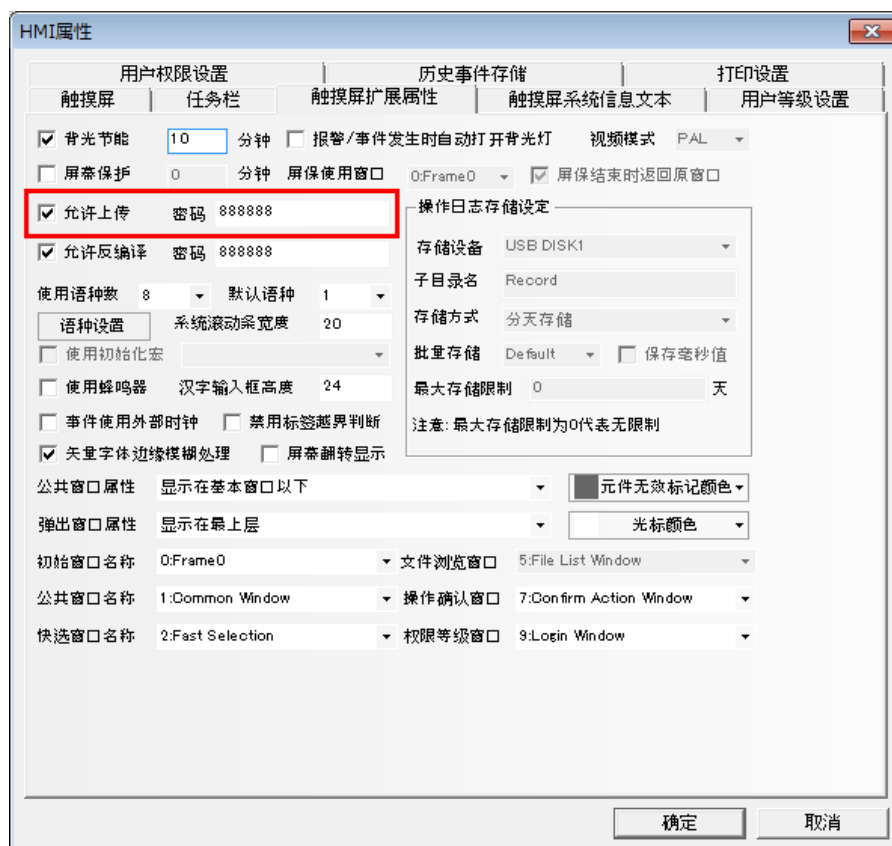 HMI属性
用户权限设置 历史事件存储 打印设置
触摸屏 任务栏 触摸屏扩展属性 触摸屏系统信息文本 用户等级设置
背光节能 10 分钟 报警/事件发生时自动打开背光灯 视频模式 PAL
屏幕保护 0 分钟 屏保使用窗口 0:Frame0 屏保结束时返回原窗口
允许上传 密码 888888
操作日志存储设定
允许反编译 密码 888888
存储设备 USB DISK1
子目录名 Record
使用语种数 8 默认语种 1
存储方式 分天存储
语种设置 系统滚动条宽度 20
使用初始化宏
批量存储 Default 保存毫秒值
使用蜂鸣器 汉字输入框高度 24
最大存储限制 0 天
事件使用外部时钟 禁用标签越界判断
注意: 最大存储限制为0代表无限制
矢量字体边缘模糊处理 屏幕翻转显示
公共窗口属性 显示在基本窗口以下 元件无效标记颜色
弹出窗口属性 显示在最上层 光标颜色
初始窗口名称 0:Frame0 文件浏览窗口 5:File List Window
公共窗口名称 1:Common Window 操作确认窗口 7:Confirm Action Window
快选窗口名称 2:Fast Selection 权限等级窗口 9:Login Window
确定 取消